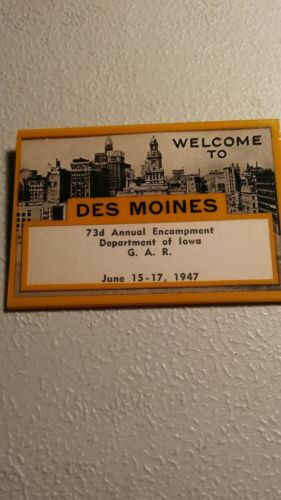 WELCOME
TO
DES MOINES
73d Annual Encampment
Department of Iowa
G. A. R.
June 15-17, 1947